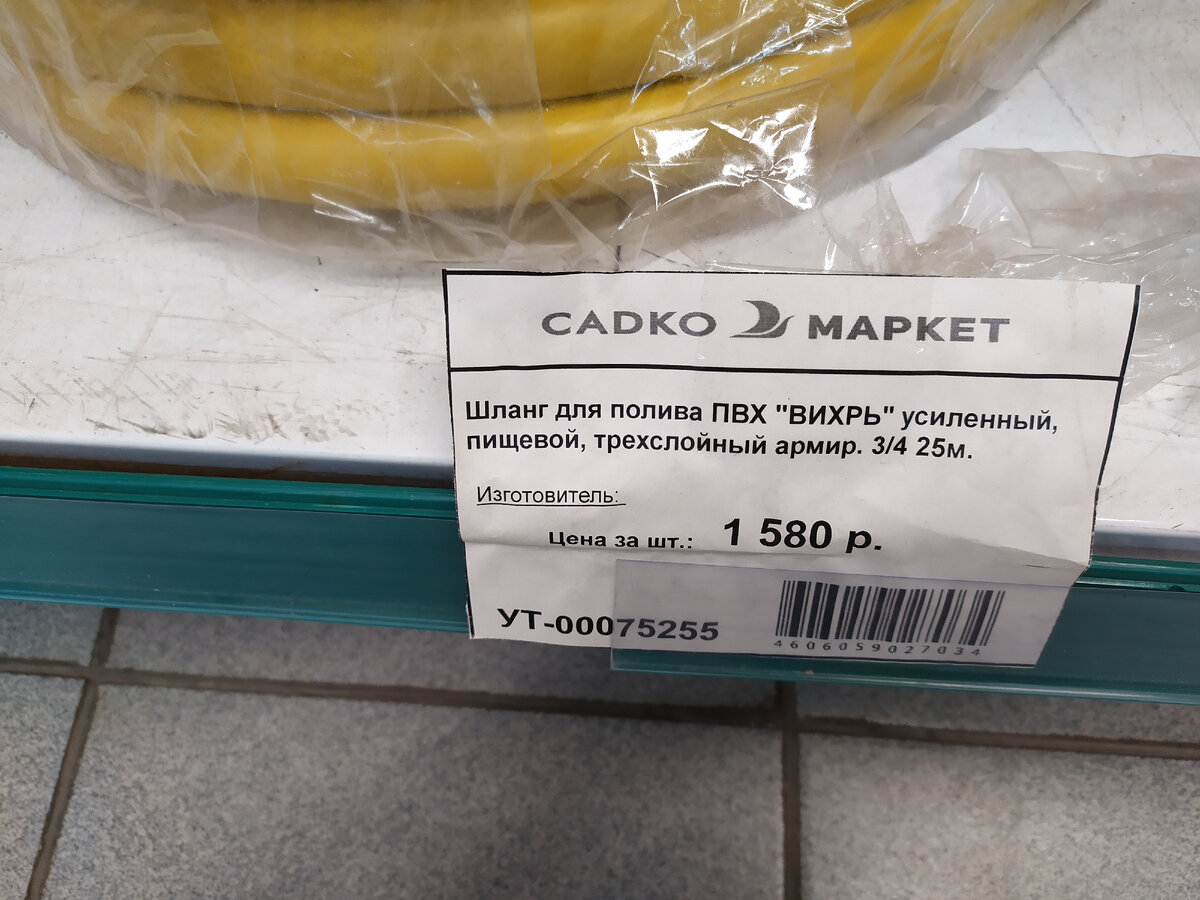 САДКО МАРКЕТ
Шланг для полива ПВХ "ВИХРЬ" усиленный,
пищевой, трехслойный армир. 3/4 25м.
Изготовитель:
Цена за шт.: 1 580 р.
УТ-00075255
4606059027034